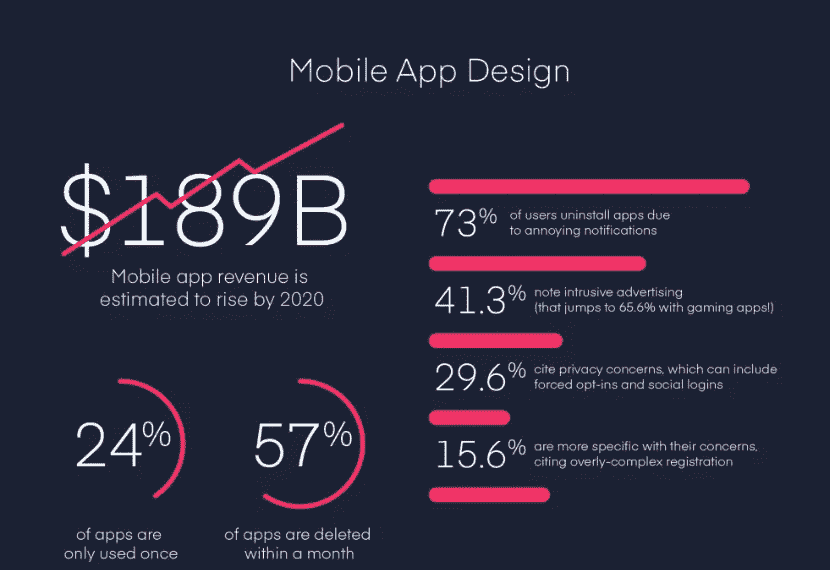 Mobile App Design
$189B
Mobile app revenue is
estimated to rise by 2020
24%
of apps are
only used once
57%
of apps are deleted
within a month
73% of users uninstall apps due
to annoying notifications
41.3% note intrusive advertising
(that jumps to 65.6% with gaming apps!)
29.6% cite privacy concerns, which can include
forced opt-ins and social logins
15.6% are more specific with their concerns,
citing overly-complex registration